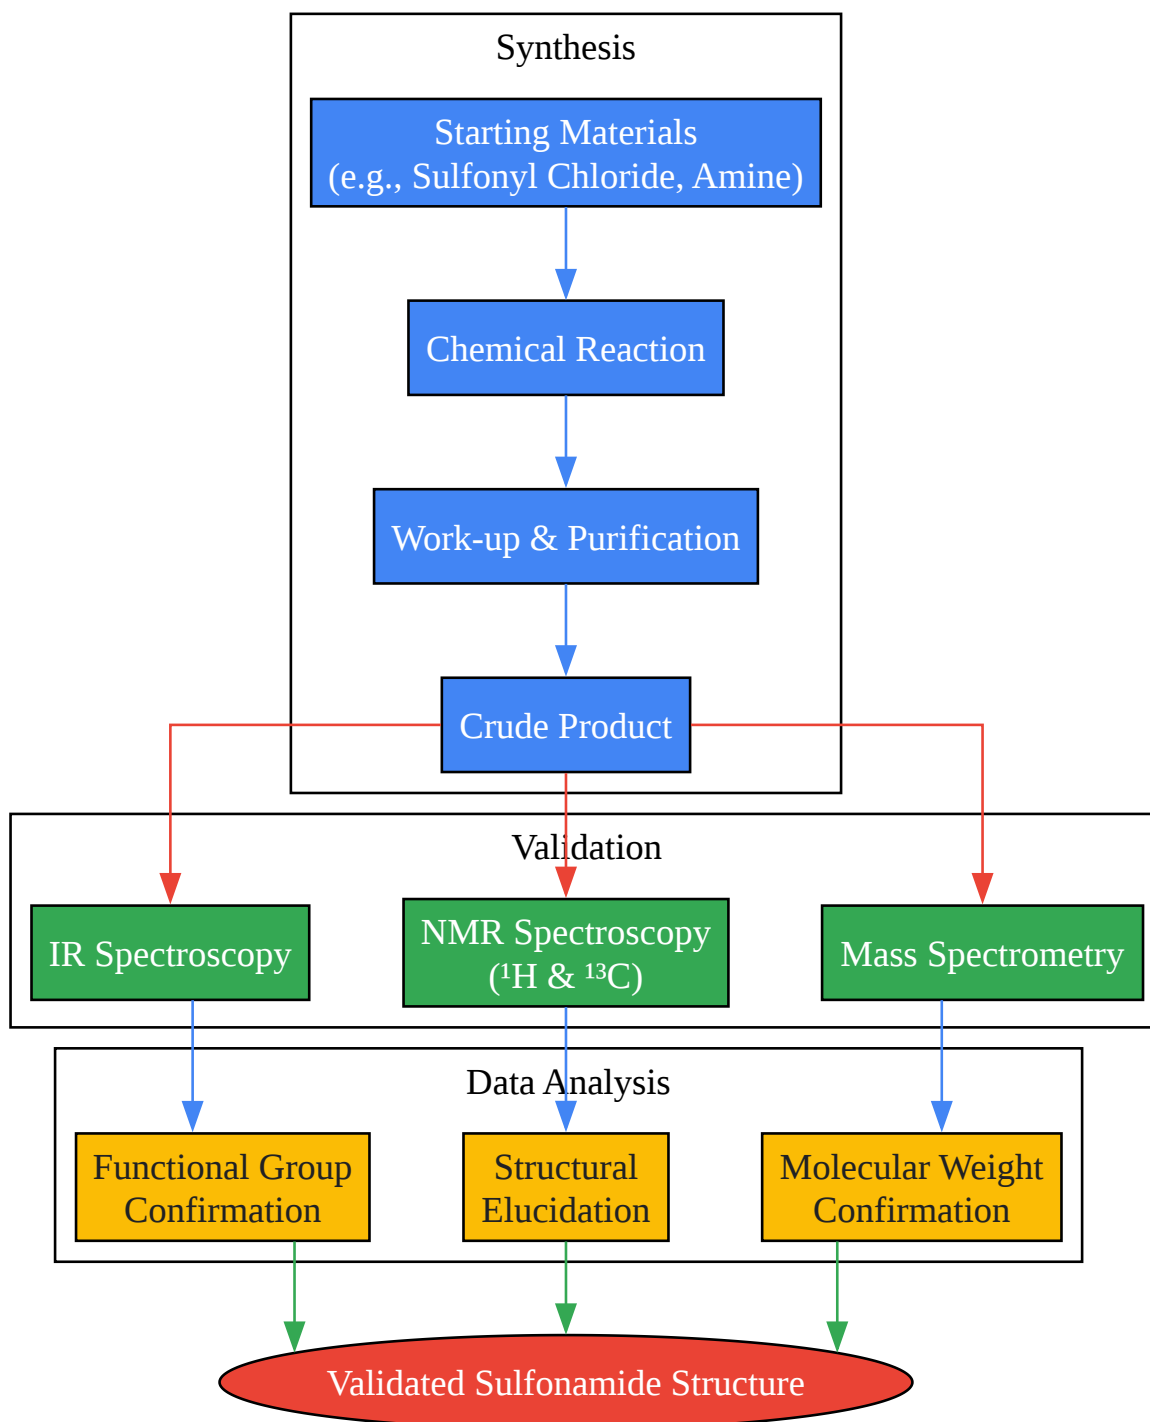 Synthesis
Starting Materials
(e.g., Sulfonyl Chloride, Amine)
Chemical Reaction
Work-up & Purification
Crude Product
Validation
IR Spectroscopy
NMR Spectroscopy
(¹H & ¹³C)
Mass Spectrometry
Data Analysis
Functional Group
Confirmation
Structural
Elucidation
Molecular Weight
Confirmation
Validated Sulfonamide Structure